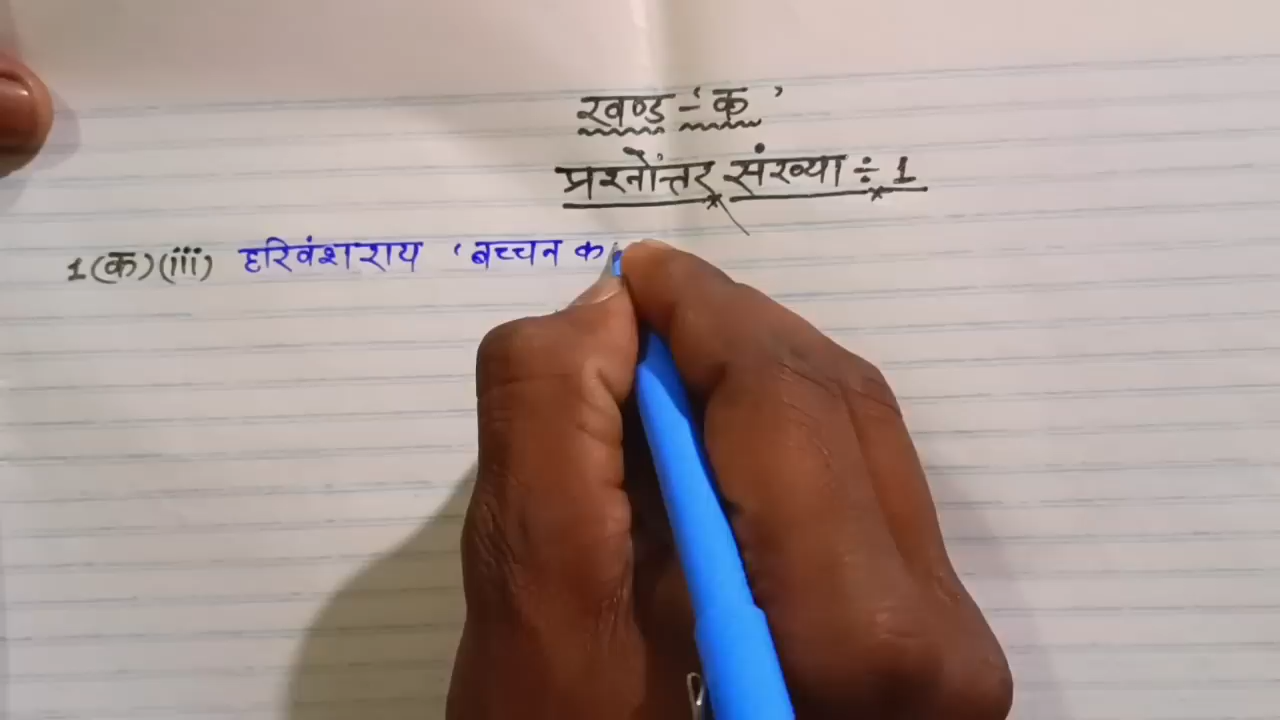 खण्ड - 'क'
प्रश्नोंत्तर संख्या ÷ 1
1(क)(iii) हरिवंशराय 'बच्चन क